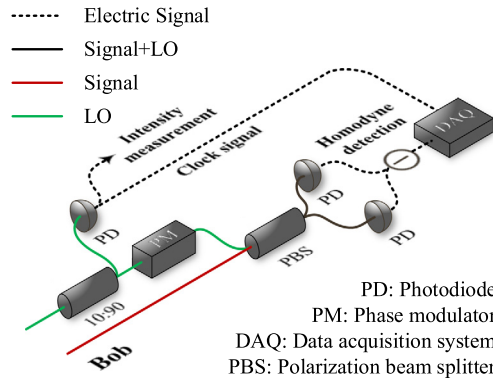 Electric Signal
Signal+LO
Signal
LO
Intensity
measurement
Clock signal
Homodyne
detection
DAQ
PD
PD
PD
PM
PBS
10:90
Bob
PD: Photodiode
PM: Phase modulator
DAQ: Data acquisition system
PBS: Polarization beam splitter